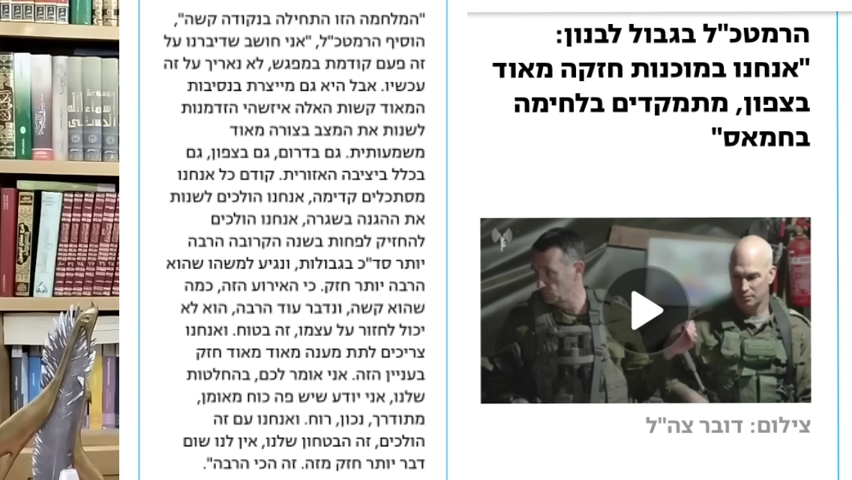 הרמטכ"ל בגבול לבנון:
"אנחנו במוכנות חזקה מאוד
בצפון, מתמקדים בלחימה
בחמאס"
צילום: דובר צה"ל
"המלחמה הזו התחילה בנקודה קשה",
הוסיף הרמטכ"ל, "אני חושב שדיברנו על
זה פעם קודמת במפגש, לא נאריך על זה
עכשיו. אבל היא גם מייצרת בנסיבות
המאוד קשות האלה איזשהי הזדמנות
לשנות את המצב בצורה מאוד
משמעותית. גם בדרום, גם בצפון, גם
בכלל ביציבה האזורית. קודם כל אנחנו
מסתכלים קדימה, אנחנו הולכים לשנות
את ההגנה בשגרה, אנחנו הולכים
להחזיק לפחות בשנה הקרובה הרבה
יותר סד"כ בגבולות, ונגיע למשהו שהוא
הרבה יותר חזק. כי האירוע הזה, כמה
שהוא קשה, ונדבר עוד הרבה, הוא לא
יכול לחזור על עצמו, זה בטוח. ואנחנו
צריכים לתת מענה מאוד מאוד חזק
בעניין הזה. אני אומר לכם, בהחלטות
שלנו, אני יודע שיש פה כוח מאומן,
מתודרך, נכון, רוח. ואנחנו עם זה
הולכים, זה הבטחון שלנו, אין לנו שום
דבר יותר חזק מזה. זה הכי הרבה".